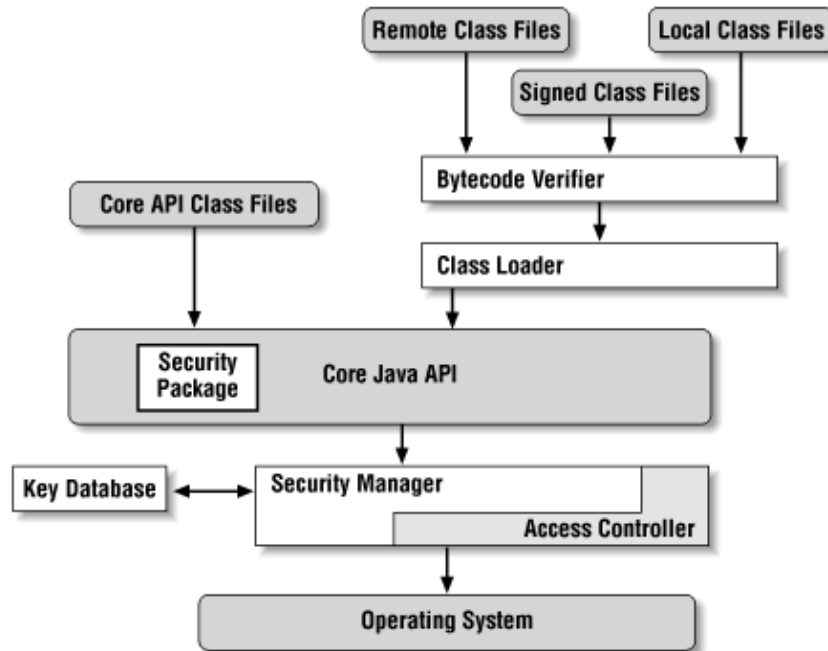 Remote Class Files
Local Class Files
Signed Class Files
Bytecode Verifier
Core API Class Files
Class Loader
Security
Package
Core Java API
Key Database
Security Manager
Access Controller
Operating System